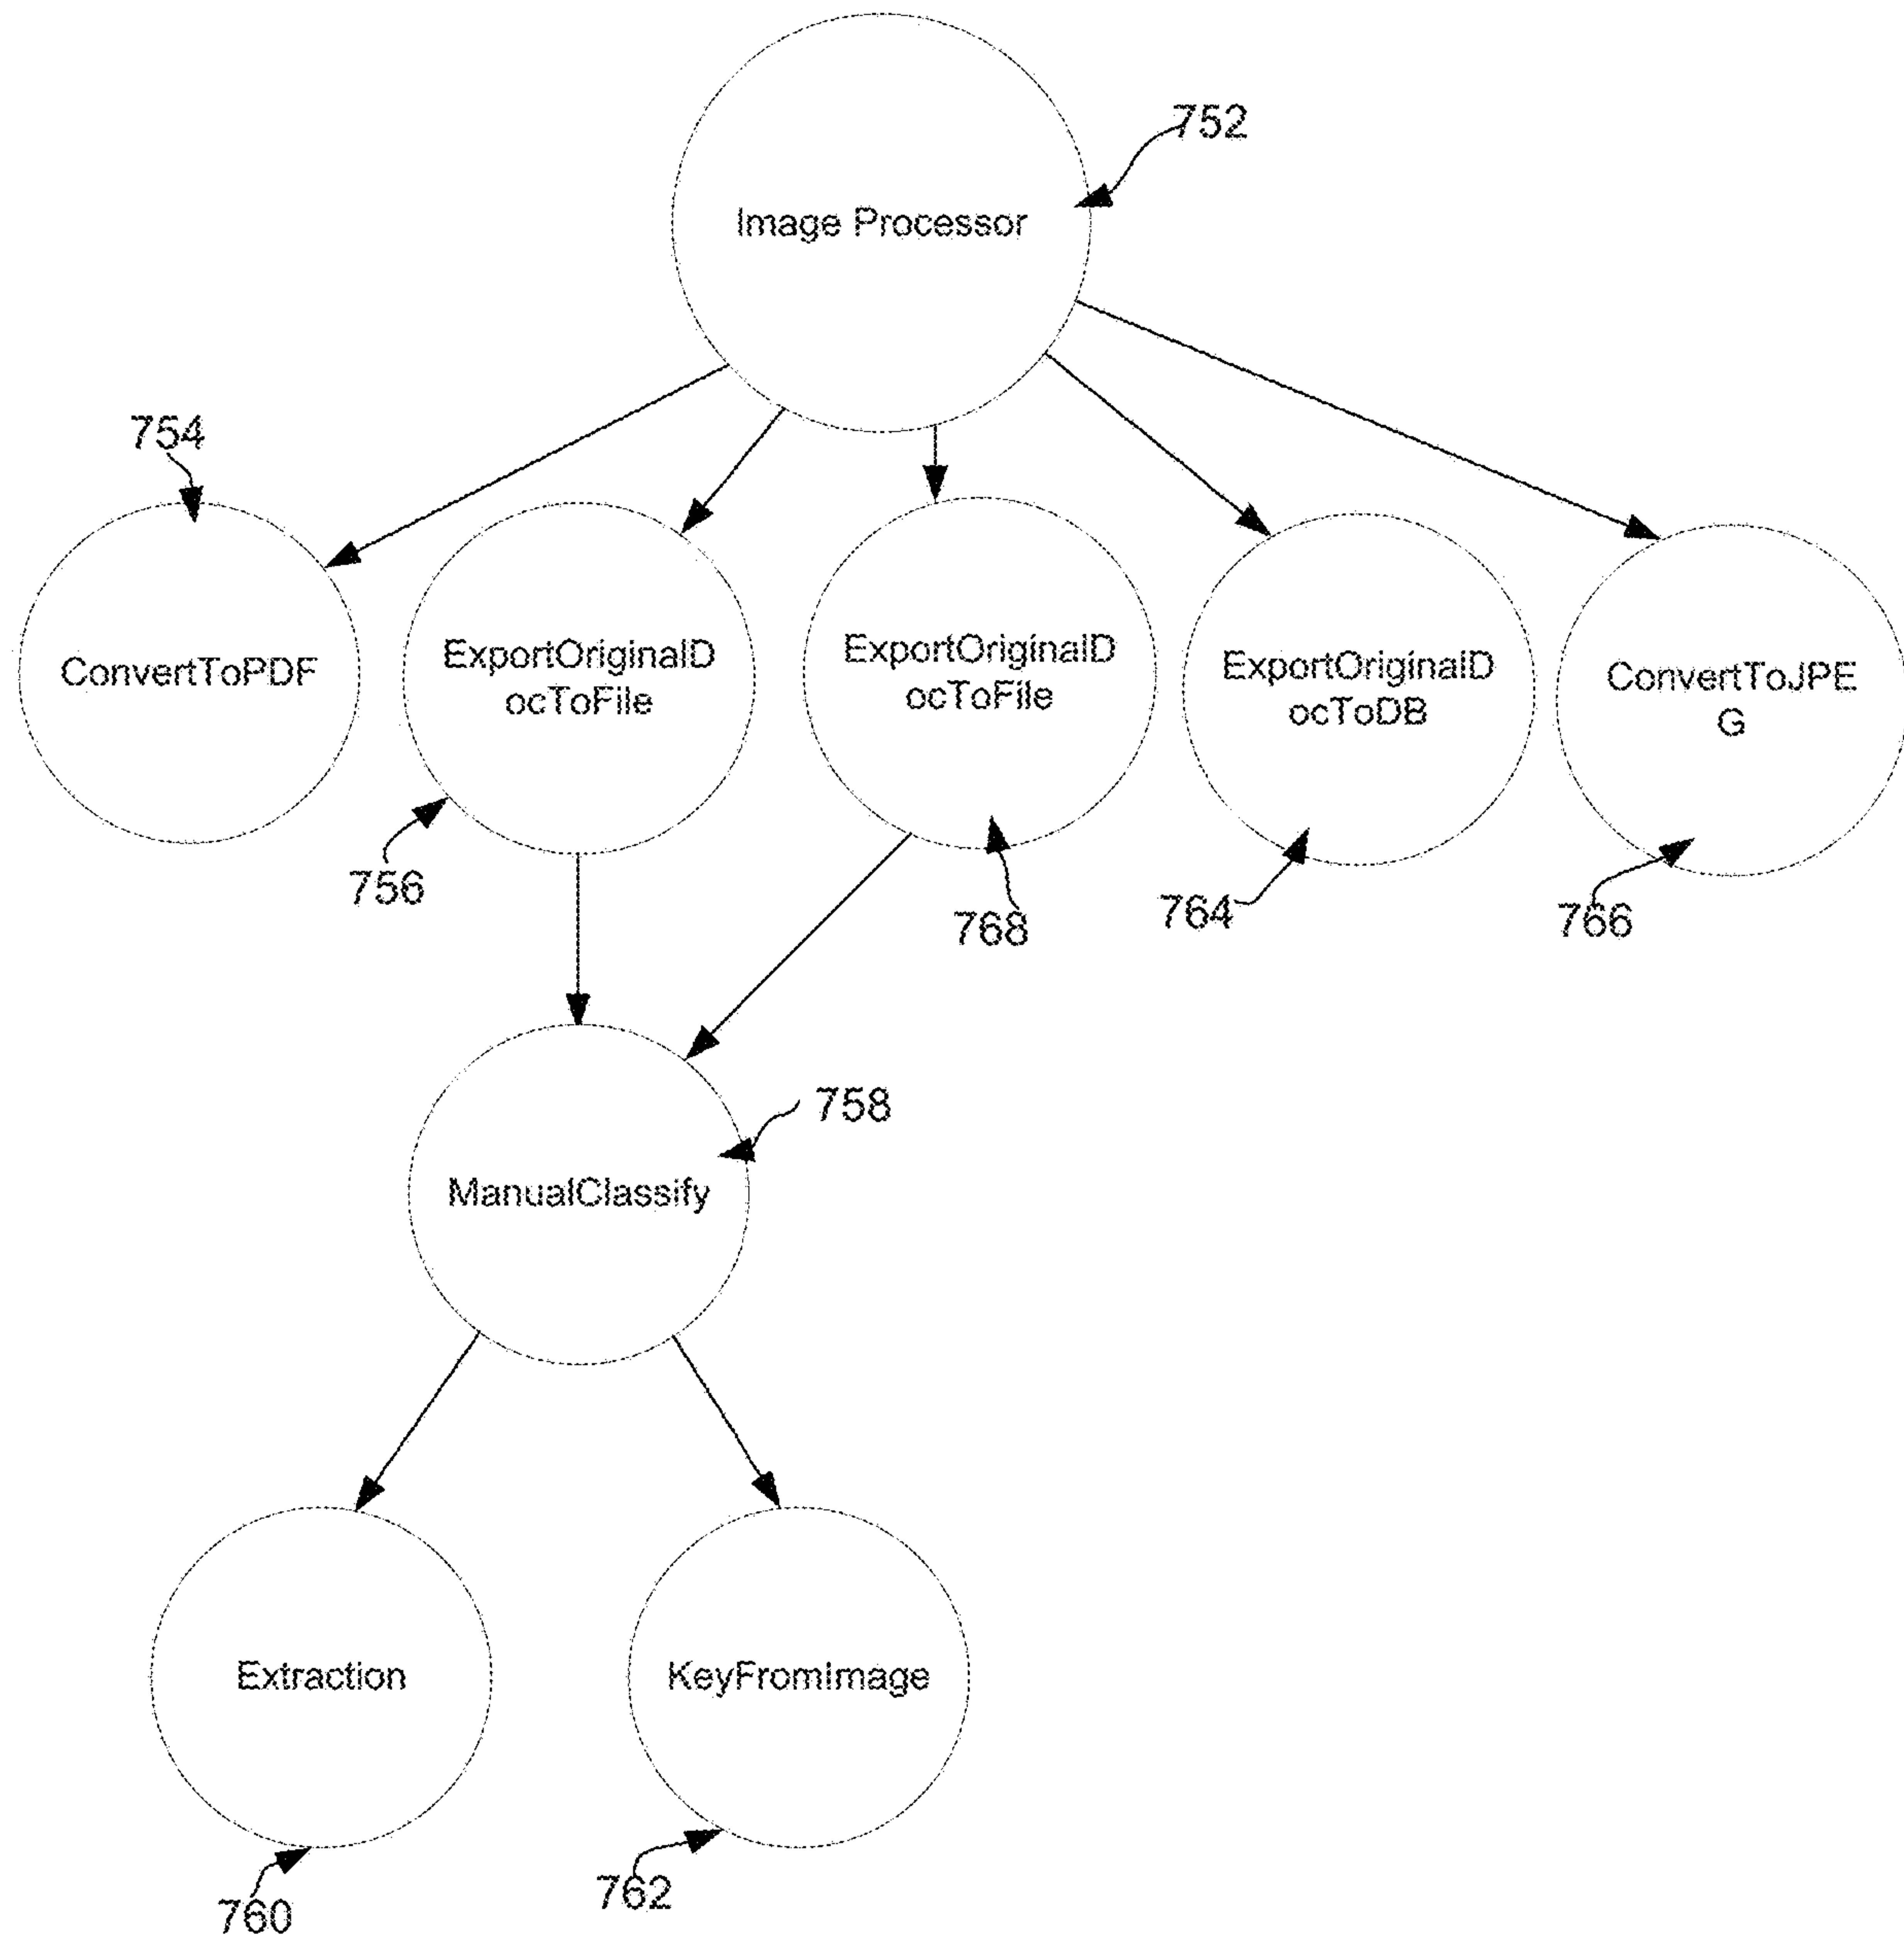 752
Image Processor
754
ConvertToPDF
ExportOriginalD
ocToFile
ExportOriginalD
ocToFile
ExportOriginalD
ocToDB
ConvertToJPE
G
756
768
764
766
758
ManualClassify
Extraction
KeyFromImage
760
762